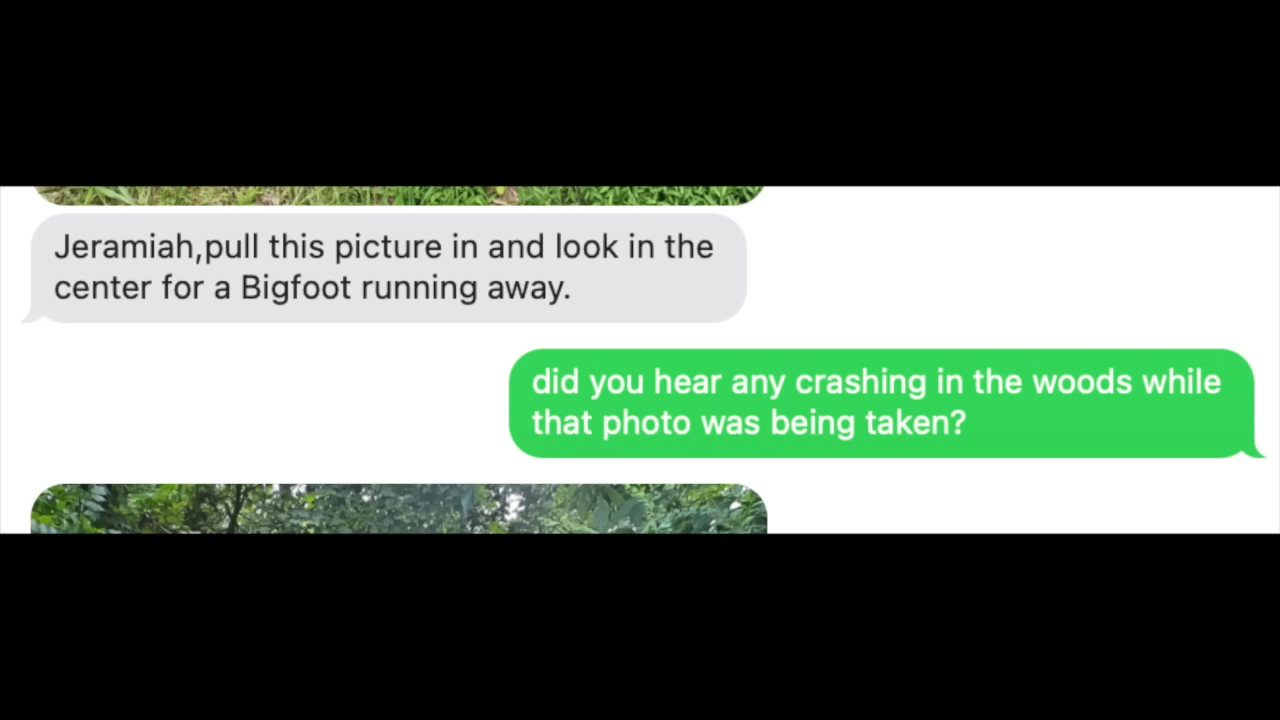 Jeramiah,pull this picture in and look in the
center for a Bigfoot running away.
did you hear any crashing in the woods while
that photo was being taken?